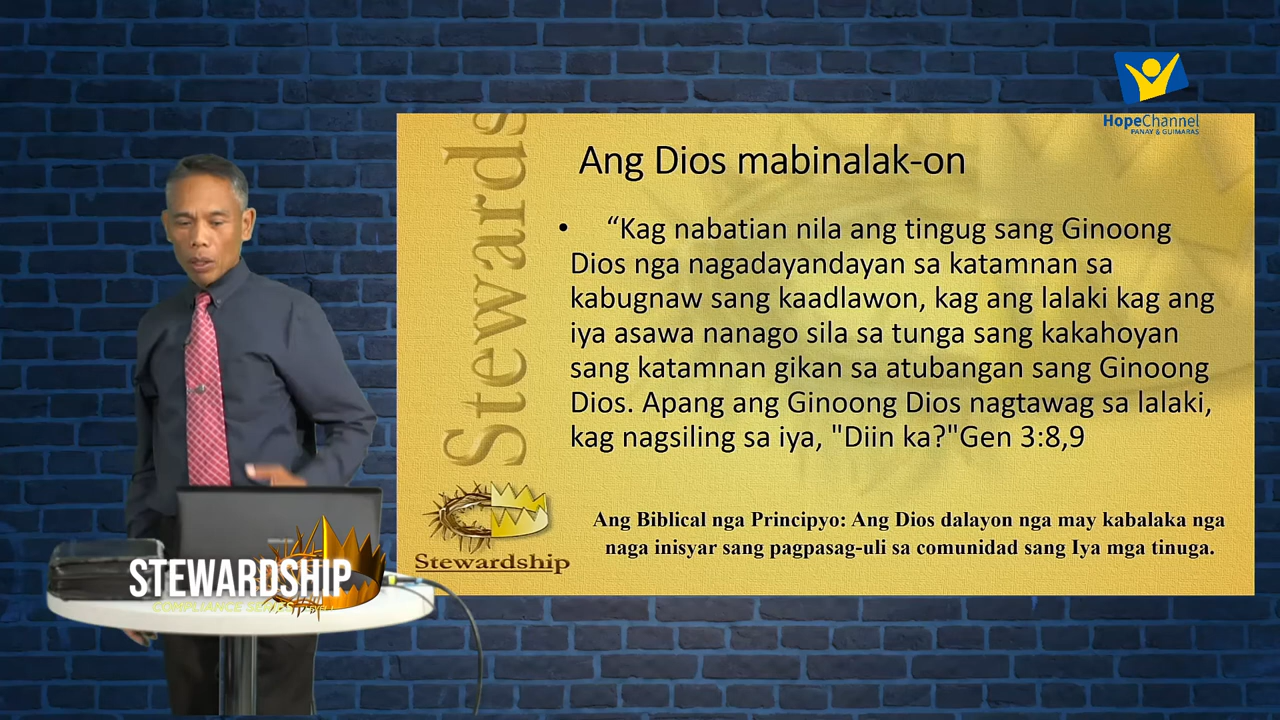 HopeChannel
PANAY & GUIMARAS
Stewards
Ang Dios mabinalak-on
• “Kag nabatian nila ang tingug sang Ginoong
Dios nga nagadayandayan sa katamnan sa
kabugnaw sang kaadlawon, kag ang lalaki kag ang
iya asawa nanago sila sa tunga sang kakahoyan
sang katamnan gikan sa atubangan sang Ginoong
Dios. Apang ang Ginoong Dios nagtawag sa lalaki,
kag nagsiling sa iya, "Diin ka?"Gen 3:8,9
Ang Biblical nga Principyo: Ang Dios dalayon nga may kabalaka nga
naga inisyar sang pagpasag-uli sa comunidad sang Iya mga tinuga.
Stewardship
STEWARDSHIP
COMPLIANCE